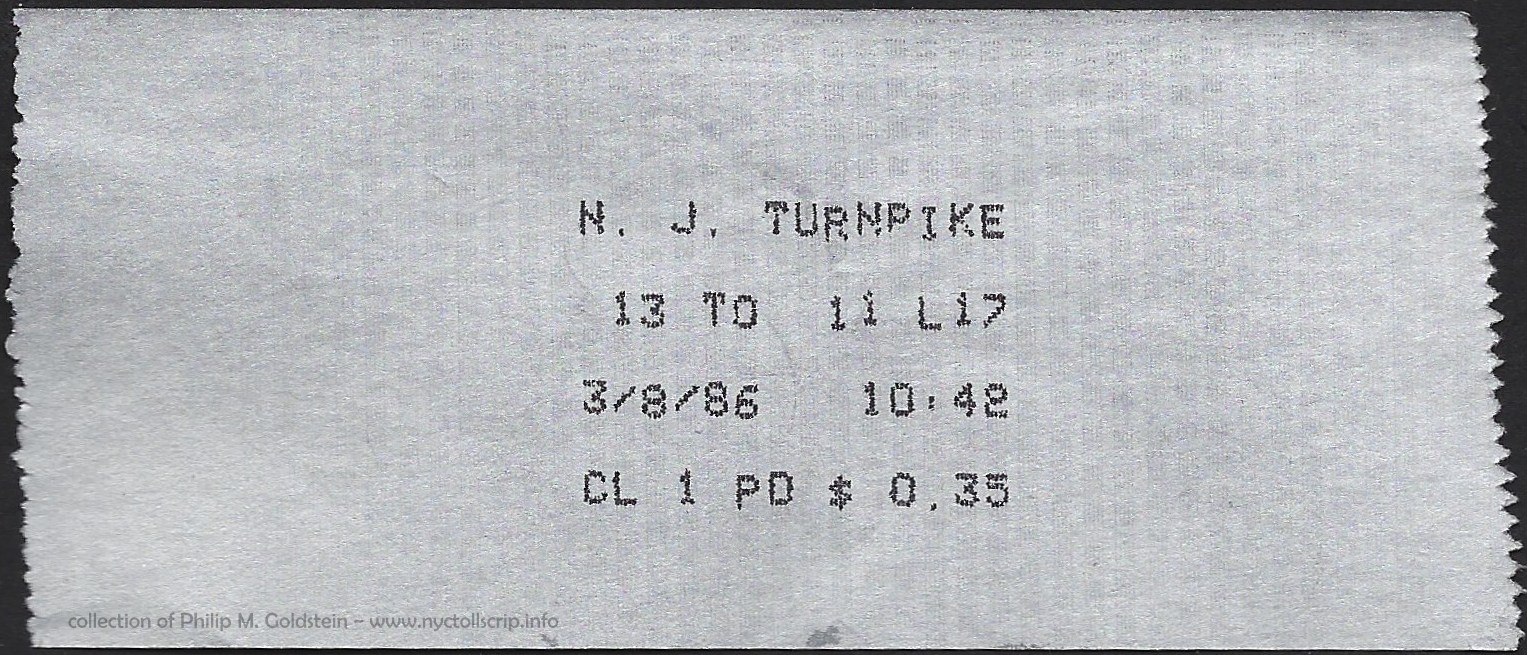 N. J. TURNPIKE
13 TO 11 L17
3/8/86 10:48
CL 1 PD $ 0.35
collection of Philip M. Goldstein – www.nyctollscrip.info